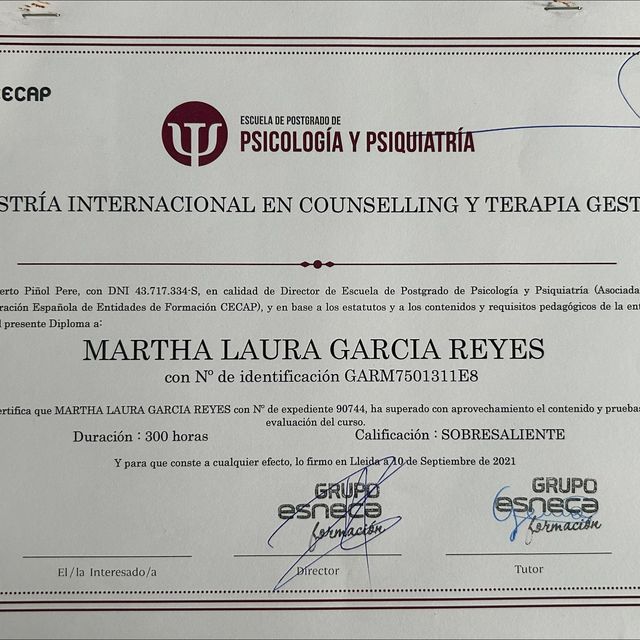 ECAP
ESCUELA DE POSTGRADO DE
PSICOLOGÍA Y PSIQUIATRÍA
STRÍA INTERNACIONAL EN COUNSELLING Y TERAPIA GEST
erto Piñol Pere, con DNI 43.717.334-S, en calidad de Director de Escuela de Postgrado de Psicología y Psiquiatría (Asociada
ración Española de Entidades de Formación CECAP), y en base a los estatutos y a los contenidos y requisitos pedagógicos de la ent
l presente Diploma a:
MARTHA LAURA GARCIA REYES
con Nº de identificación GARM7501311E8
ertifica que MARTHA LAURA GARCIA REYES con Nº de expediente 90744, ha superado con aprovechamiento el contenido y pruebas
evaluación del curso.
Duración : 300 horas Calificación : SOBRESALIENTE
Y para que conste a cualquier efecto, lo firmo en Lleida a 10 de Septiembre de 2021
GRUPO esneca formación
GRUPO esneca formación
El/la Interesado/a Director Tutor